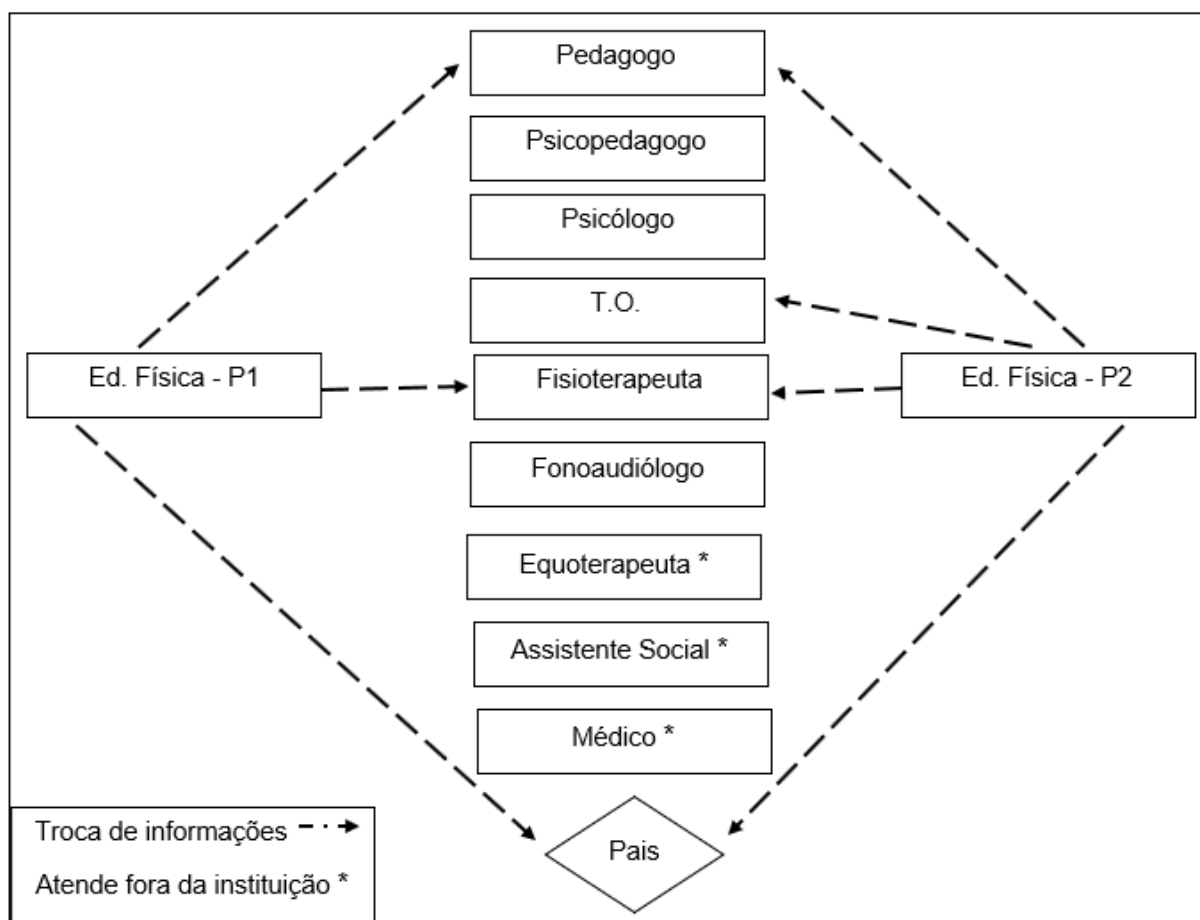 Pedagogo
Psicopedagogo
Psicólogo
T.O.
Ed. Física - P1
Fisioterapeuta
Ed. Física - P2
Fonoaudiólogo
Equoterapeuta *
Assistente Social *
Médico *
Pais
Troca de informações
Atende fora da instituição *